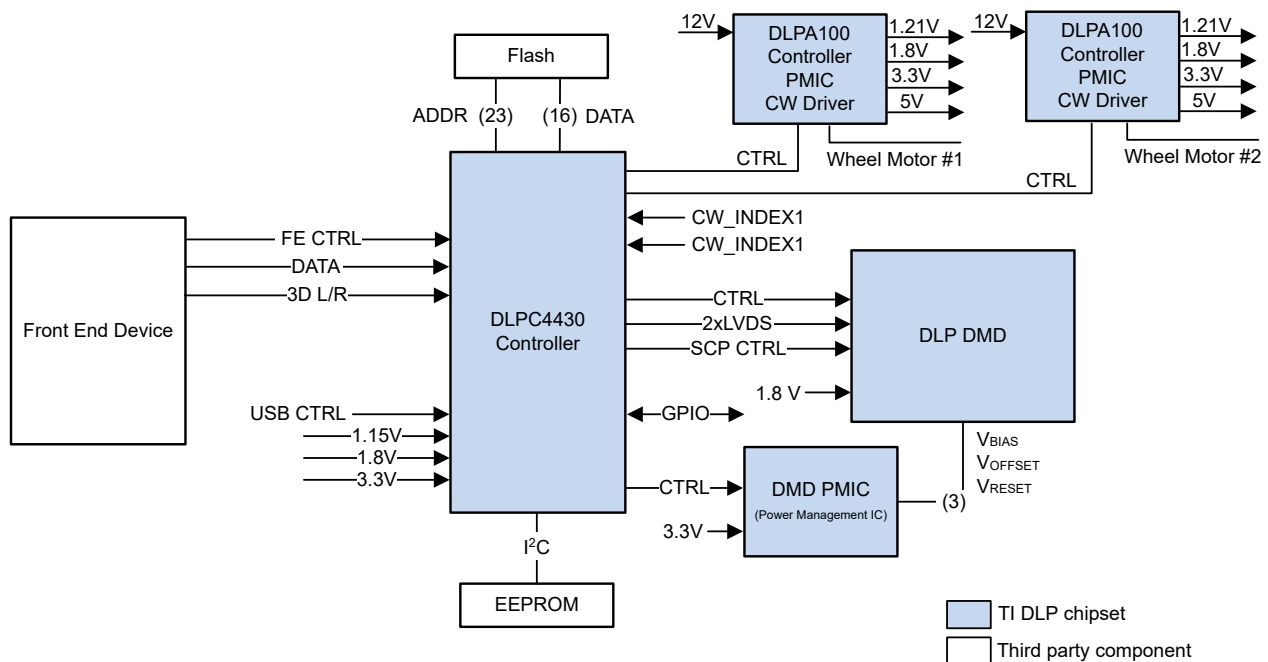 Flash
ADDR (23) (16) DATA
12V
DLPA100
Controller
PMIC
CW Driver
1.21V
1.8V
3.3V
5V
CTRL
Wheel Motor #1
12V
DLPA100
Controller
PMIC
CW Driver
1.21V
1.8V
3.3V
5V
CTRL
Wheel Motor #2
Front End Device
FE CTRL
DATA
3D L/R
USB CTRL
1.15V
1.8V
3.3V
DLPC4430
Controller
CW_INDEX1
CW_INDEX1
CTRL
2xLVDS
SCP CTRL
1.8 V
GPIO
DLP DMD
VBIAS
VOFFSET
VRESET
(3)
CTRL
3.3V
DMD PMIC
(Power Management IC)
I²C
EEPROM
TI DLP chipset
Third party component